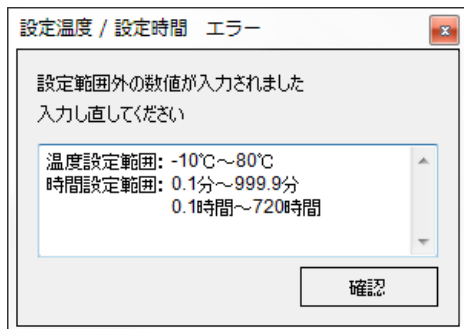 設定温度 / 設定時間　エラー
設定範囲外の数値が入力されました
入力し直してください
温度設定範囲: -10℃～80℃
時間設定範囲: 0.1分～999.9分
0.1時間～720時間
確認